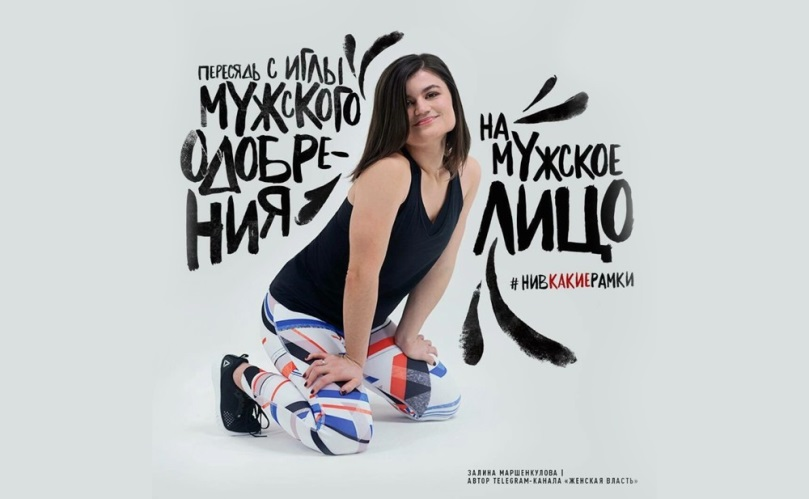 ПЕРЕСЯДЬ С ИГЛЫ
МУЖСКОГО
ОДОБРЕ-
НИЯ
НА
МУЖСКОЕ
ЛИЦО
#НИВКАКИЕРАМКИ
ЗАЛИНА МАРШЕНКУЛОВА |
АВТОР TELEGRAM-КАНАЛА «ЖЕНСКАЯ ВЛАСТЬ»